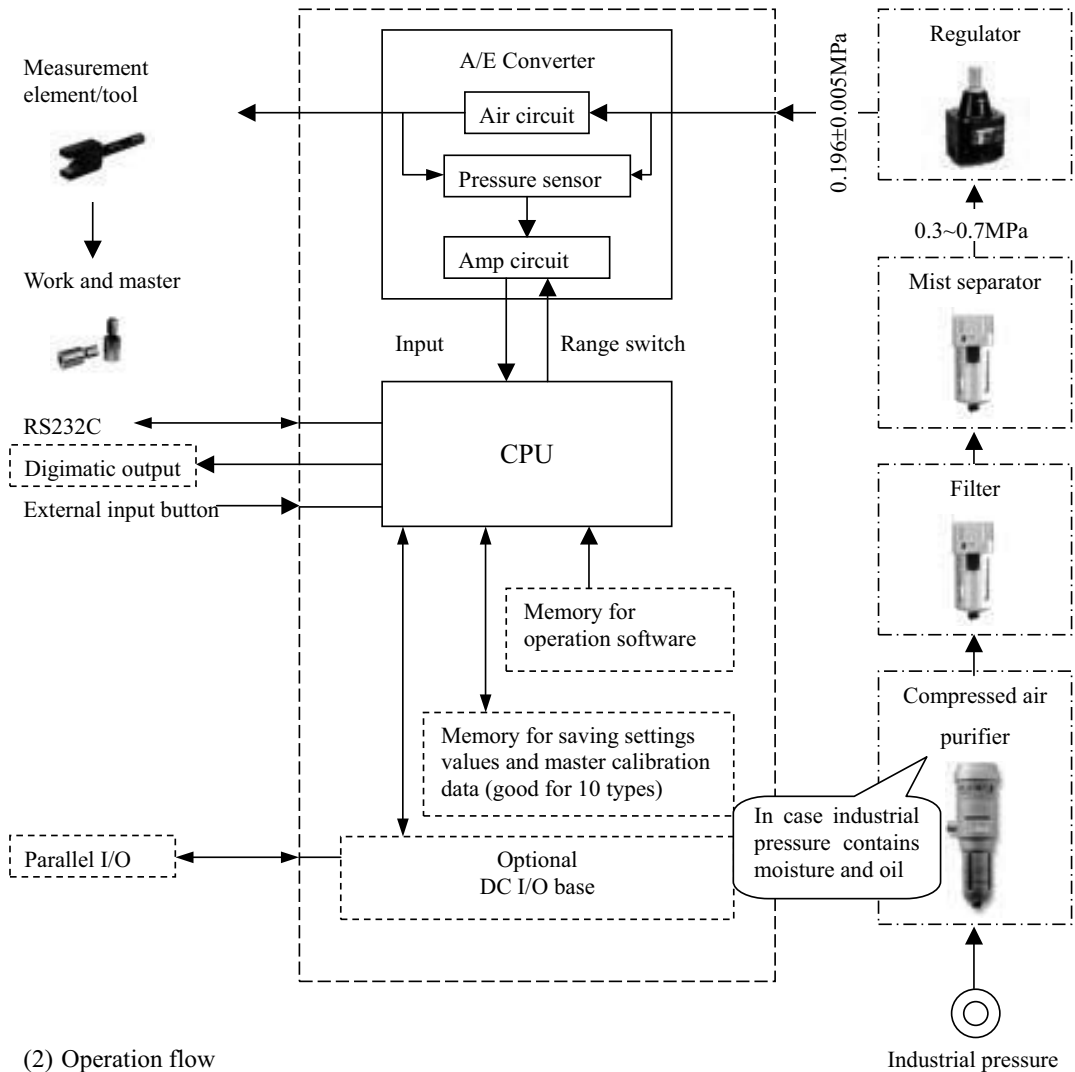 Measurement
element/tool
Work and master
RS232C
Digimatic output
External input button
Parallel I/O
A/E Converter
Air circuit
Pressure sensor
Amp circuit
Input
Range switch
CPU
Memory for
operation software
Memory for saving settings
values and master calibration
data (good for 10 types)
Optional
DC I/O base
0.196±0.005MPa
Regulator
0.3~0.7MPa
Mist separator
Filter
Compressed air
purifier
In case industrial
pressure contains
moisture and oil
Industrial pressure
(2) Operation flow